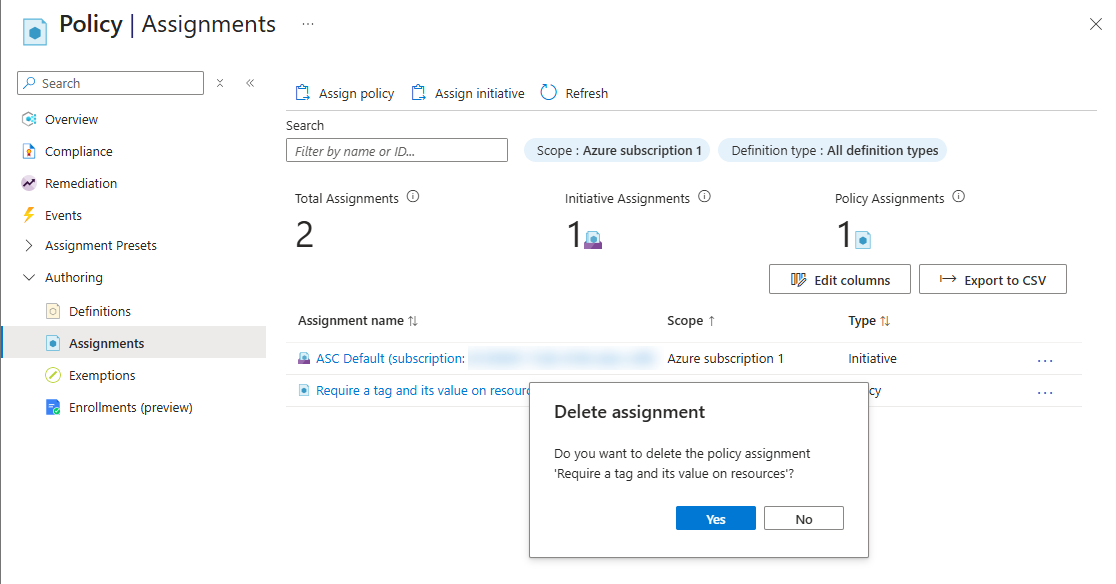 Policy | Assignments ...
Search
Overview
Compliance
Remediation
Events
Assignment Presets
Authoring
Definitions
Assignments
Exemptions
Enrollments (preview)
Assign policy Assign initiative Refresh
Search
Filter by name or ID...
Scope : Azure subscription 1 Definition type : All definition types
Total Assignments Initiative Assignments Policy Assignments
2 1 1
Edit columns Export to CSV
Assignment name Scope Type
ASC Default (subscription: Azure subscription 1 Initiative ...
Require a tag and its value on ...
Delete assignment
Do you want to delete the policy assignment
'Require a tag and its value on resources'?
Yes No